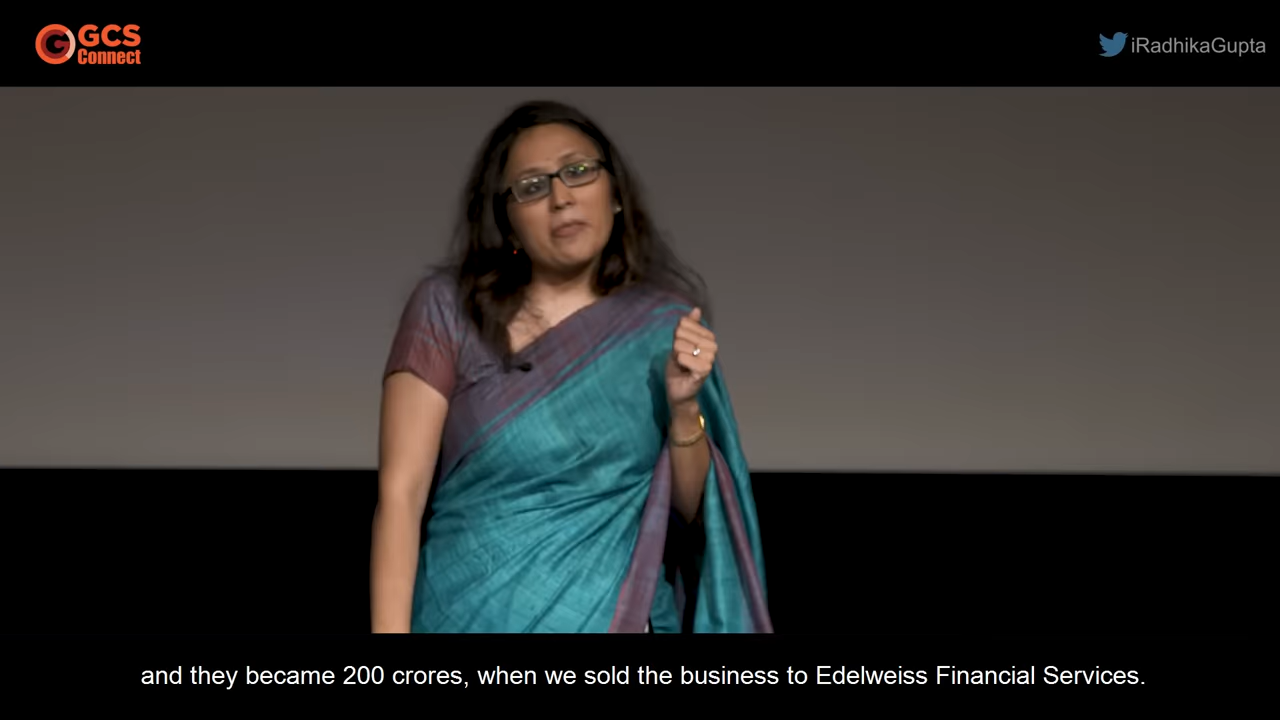 GCS
Connect
iRadhikaGupta
and they became 200 crores, when we sold the business to Edelweiss Financial Services.